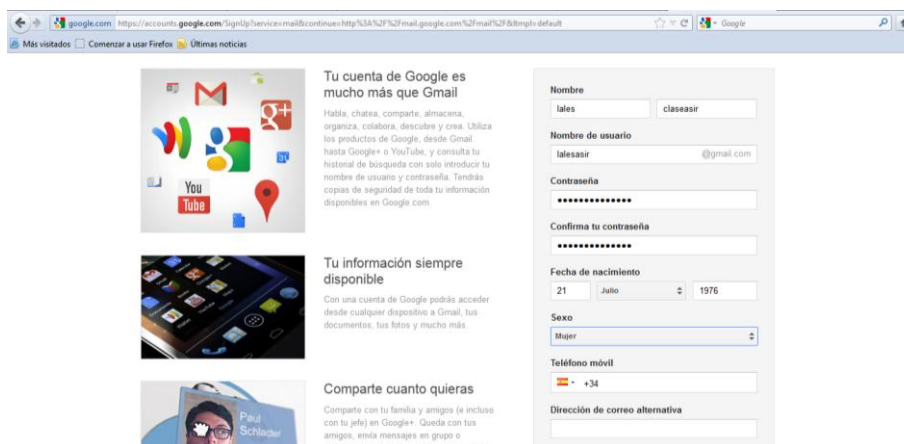 google.com https://accounts.google.com/SignUp?service=mail&continue=http%3A%2F%2Fmail.google.com%2Fmail%2F&ltmpl=default
Google
Más visitados Comenzar a usar Firefox Últimas noticias
You
Tube
Tu cuenta de Google es
mucho más que Gmail
Habla, chatea, comparte, almacena,
organiza, colabora, descubre y crea. Utiliza
los productos de Google, desde Gmail
hasta Google+ o YouTube, y consulta tu
historial de búsqueda con solo introducir tu
nombre de usuario y contraseña. Tendrás
copias de seguridad de toda tu información
disponibles en Google.com.
Tu información siempre
disponible
Con una cuenta de Google podrás acceder
desde cualquier dispositivo a Gmail, tus
documentos, tus fotos y mucho más.
Paul
Schlader
Comparte cuanto quieras
Comparte con tu familia y amigos (e incluso
con tu jefe) en Google+. Queda con tus
amigos, envía mensajes en grupo o
Nombre
lales claseasir
Nombre de usuario
lalesasir @gmail.com
Contraseña
Confirma tu contraseña
Fecha de nacimiento
21 Julio 1976
Sexo
Mujer
Teléfono móvil
+34
Dirección de correo alternativa